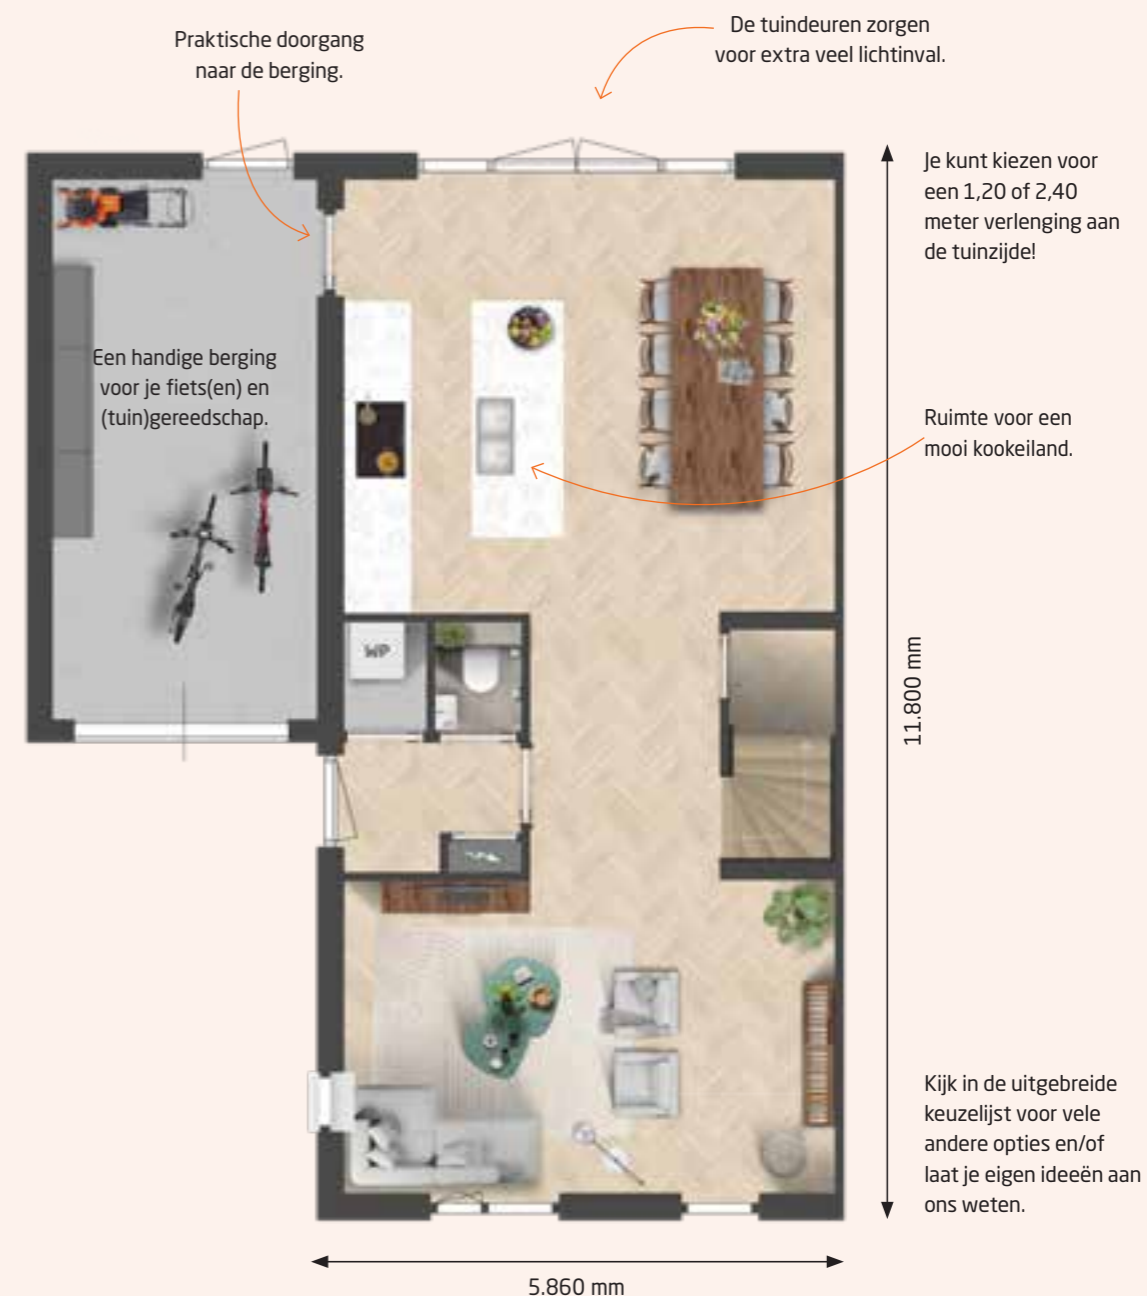 Praktische doorgang
naar de berging.
De tuindeuren zorgen
voor extra veel lichtinval.
Je kunt kiezen voor
een 1,20 of 2,40
meter verlenging aan
de tuinzijde!
Een handige berging
voor je fiets(en) en
(tuin)gereedschap.
Ruimte voor een
mooi kookeiland.
WP
11.800 mm
Kijk in de uitgebreide
keuzelijst voor vele
andere opties en/of
laat je eigen ideeën aan
ons weten.
5.860 mm